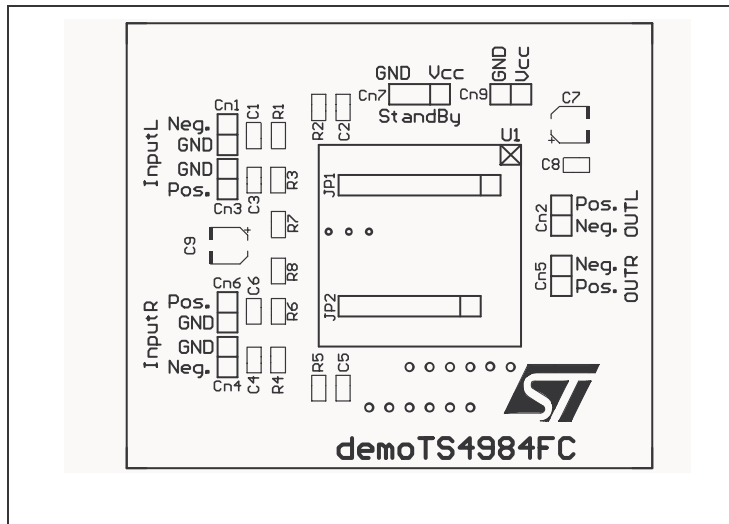 GND Vcc
Cn7
StandBy
GND
Vcc
Cn9
C7
Cn1
C1
R1
R2
C2
Neg.
GND
InputL
GND
Pos.
Cn3
C3
R3
U1
C8
JP1
Cn2
Pos.
Neg.
OUTL
R7
C9
R8
Cn5
Neg.
Pos.
OUTR
Cn6
C6
R6
Pos.
GND
InputR
GND
Neg.
Cn4
C4
R4
JP2
R5
C5
ST
demoTS4984FC